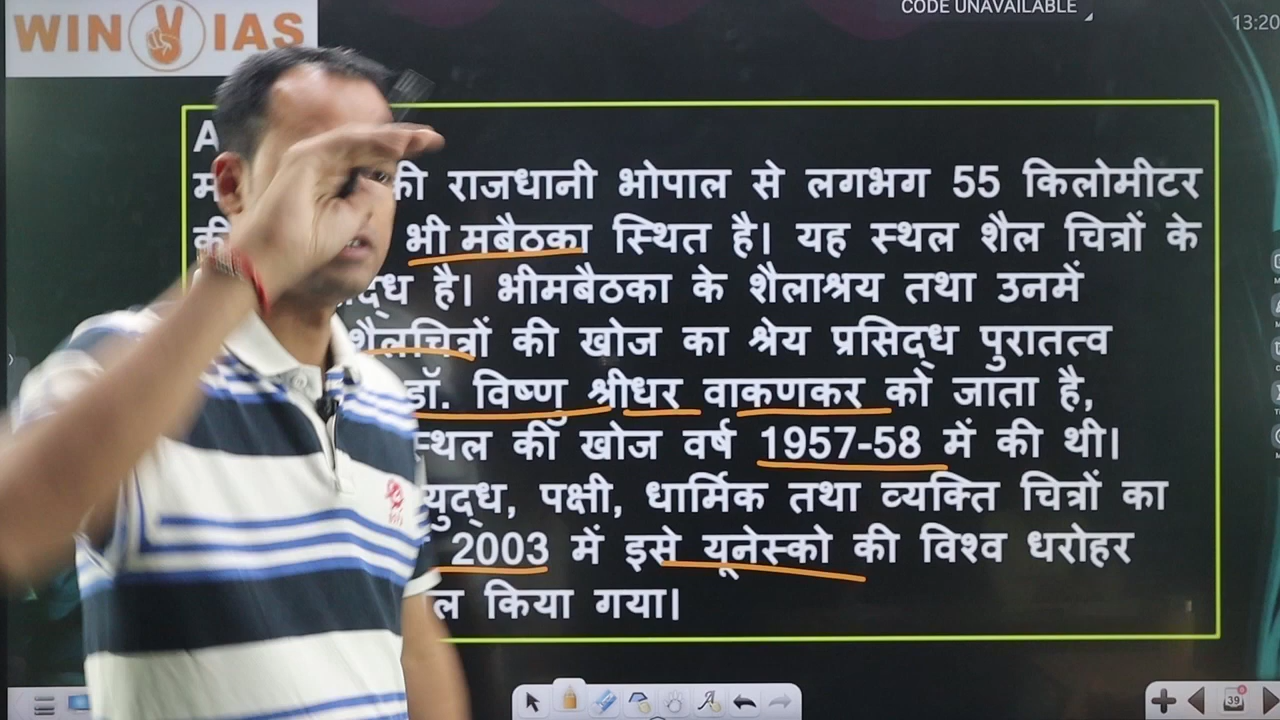 WIN IAS
CODE UNAVAILABLE
13:20
की राजधानी भोपाल से लगभग 55 किलोमीटर
की भी मबैठका स्थित है। यह स्थल शैल चित्रों के
है। भीमबैठका के शैलाश्रय तथा उनमें
शैलचित्रों की खोज का श्रेय प्रसिद्ध पुरातत्व
डॉ. विष्णु श्रीधर वाकणकर को जाता है,
स्थल की खोज वर्ष 1957-58 में की थी।
युद्ध, पक्षी, धार्मिक तथा व्यक्ति चित्रों का
2003 में इसे यूनेस्को की विश्व धरोहर
किया गया।
39